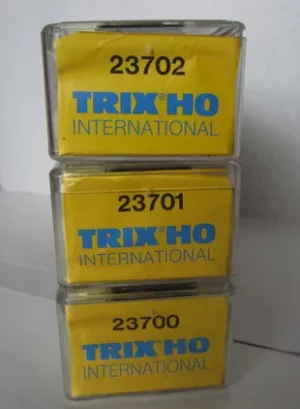 23702
TRIX® HO
INTERNATIONAL
23701
TRIX® HO
INTERNATIONAL
23700
TRIX® HO
INTERNATIONAL